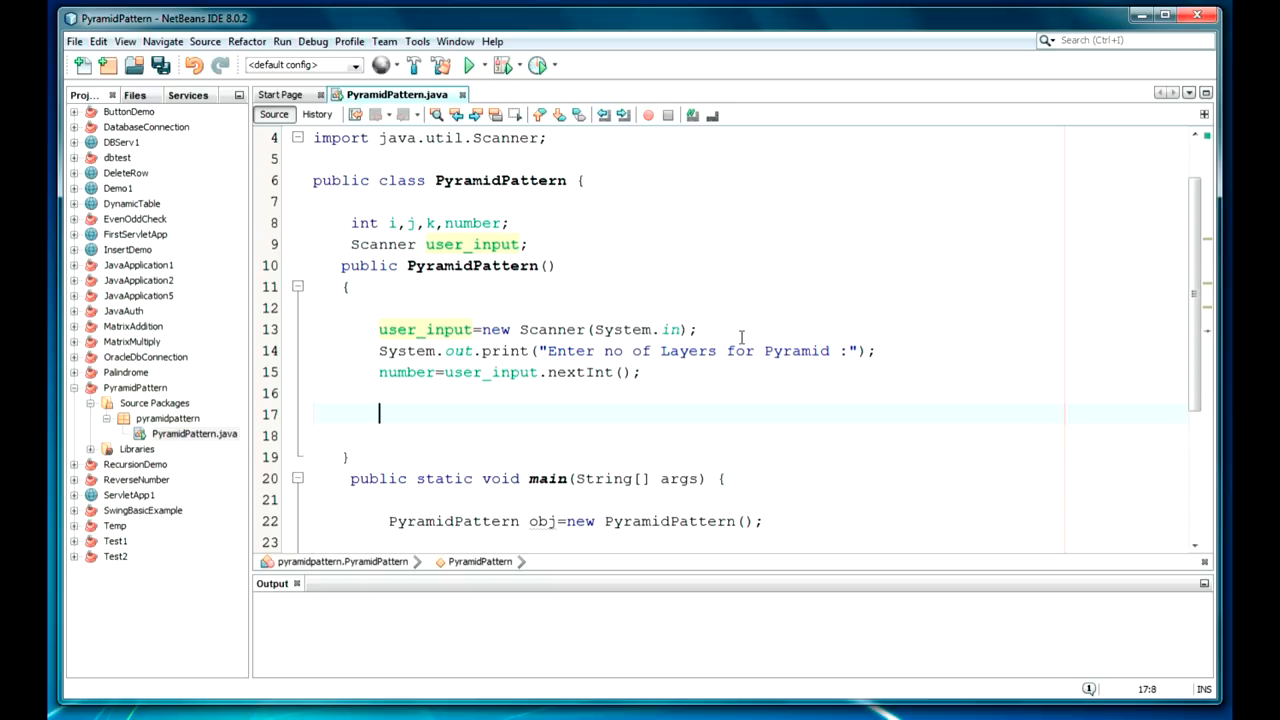 PyramidPattern - NetBeans IDE 8.0.2
File Edit View Navigate Source Refactor Run Debug Profile Team Tools Window Help
Search (Ctrl+I)
<default config>
Proj... Files Services
Start Page PyramidPattern.java
Source History
ButtonDemo
DatabaseConnection
DBServ1
dbtest
DeleteRow
Demo1
DynamicTable
EvenOddCheck
FirstServletApp
InsertDemo
JavaApplication1
JavaApplication2
JavaApplication5
JavaAuth
MatrixAddition
MatrixMultiply
OracleDbConnection
Palindrome
PyramidPattern
Source Packages
pyramidpattern
PyramidPattern.java
Libraries
RecursionDemo
ReverseNumber
ServletApp1
SwingBasicExample
Temp
Test1
Test2
4 import java.util.Scanner;
5
6 public class PyramidPattern {
7
8 int i,j,k,number;
9 Scanner user_input;
10 public PyramidPattern()
11 {
12
13 user_input=new Scanner(System.in);
14 System.out.print("Enter no of Layers for Pyramid :");
15 number=user_input.nextInt();
16
17
18
19 }
20 public static void main(String[] args) {
21
22 PyramidPattern obj=new PyramidPattern();
23
pyramidpattern.PyramidPattern PyramidPattern
Output
1 17:8 INS